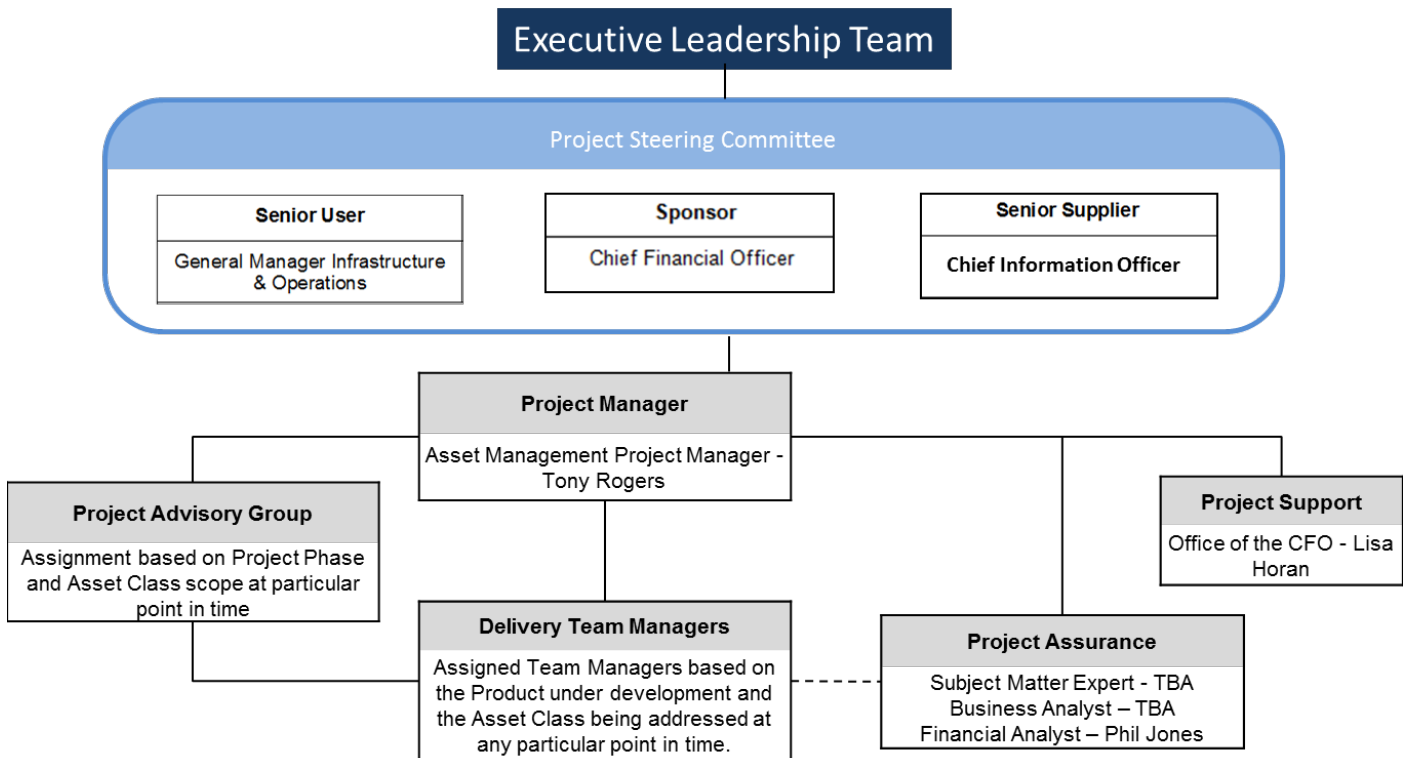 Executive Leadership Team
Project Steering Committee
Senior User
General Manager Infrastructure
& Operations
Sponsor
Chief Financial Officer
Senior Supplier
Chief Information Officer
Project Manager
Asset Management Project Manager -
Tony Rogers
Project Advisory Group
Assignment based on Project Phase
and Asset Class scope at particular
point in time
Project Support
Office of the CFO - Lisa
Horan
Delivery Team Managers
Assigned Team Managers based on
the Product under development and
the Asset Class being addressed at
any particular point in time.
Project Assurance
Subject Matter Expert - TBA
Business Analyst – TBA
Financial Analyst – Phil Jones